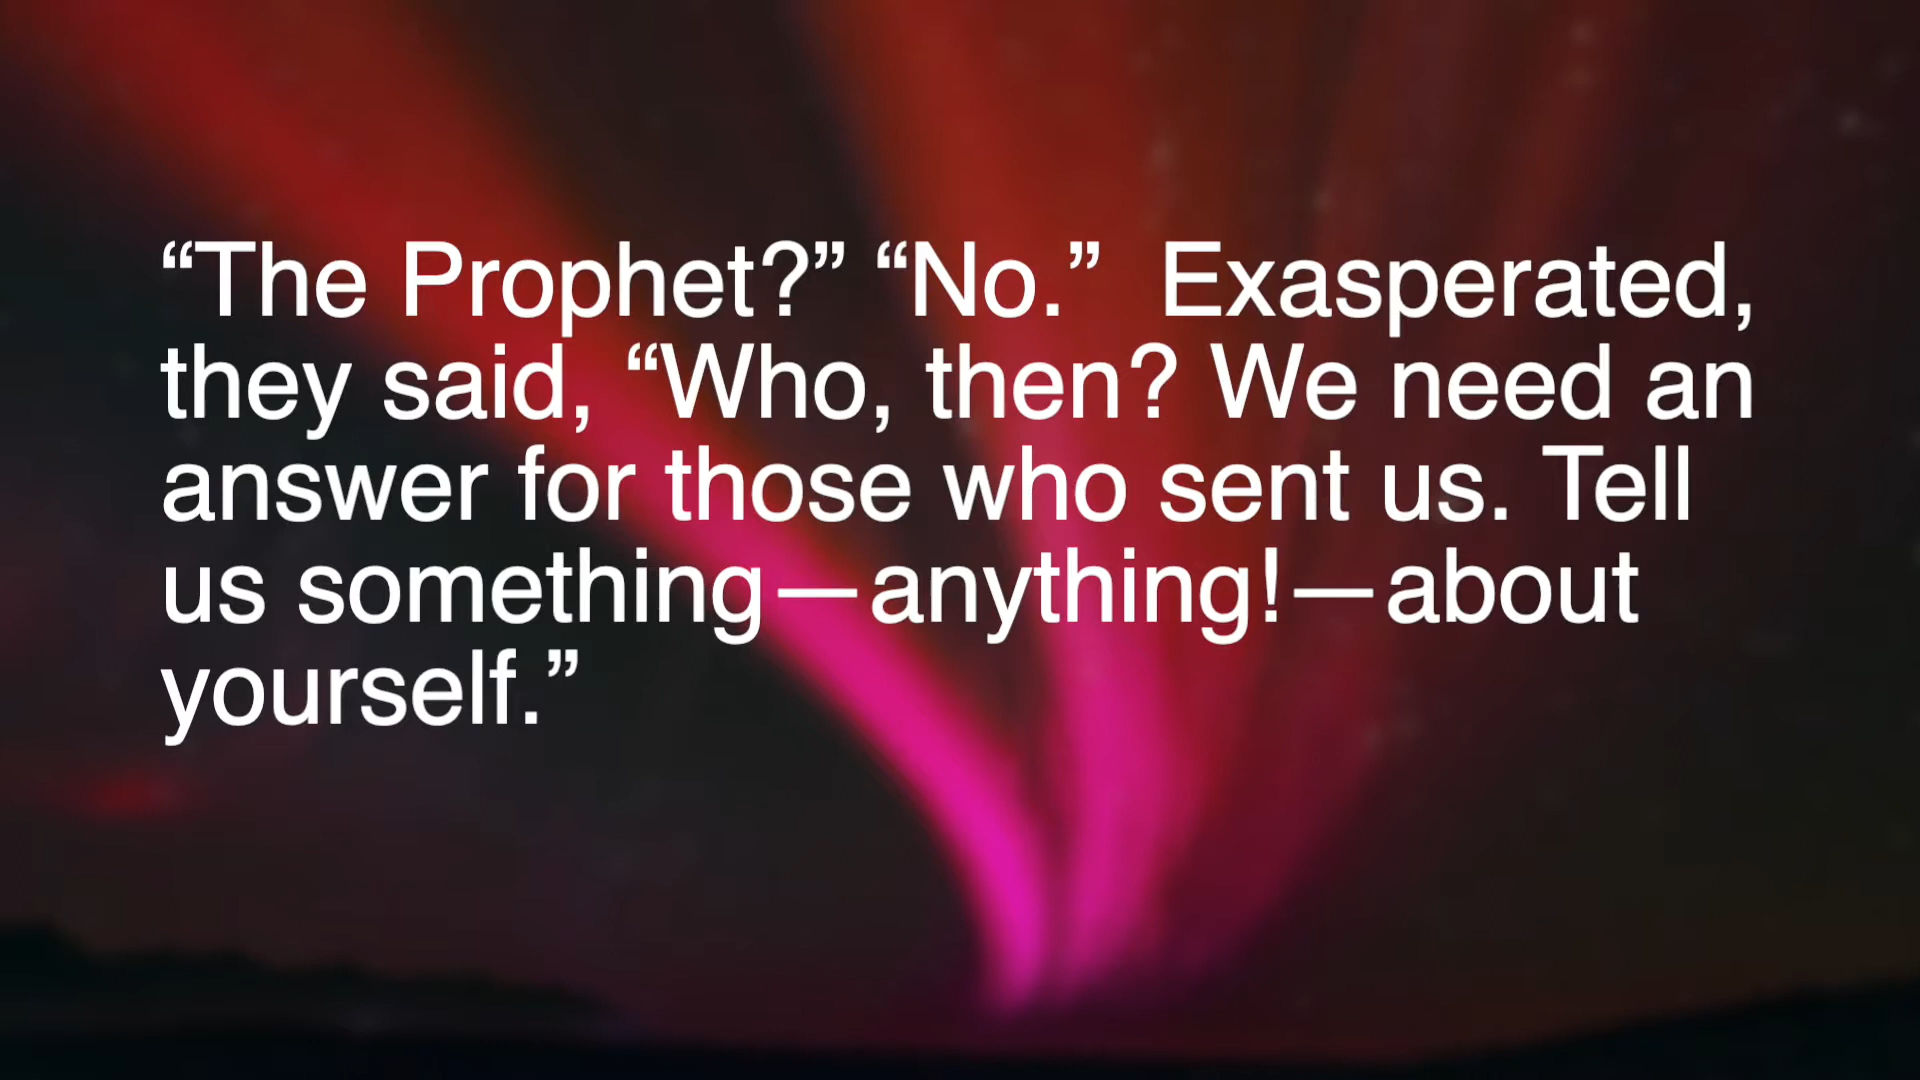 “The Prophet?” “No.”  Exasperated,
they said, “Who, then? We need an
answer for those who sent us. Tell
us something—anything!—about
yourself.”